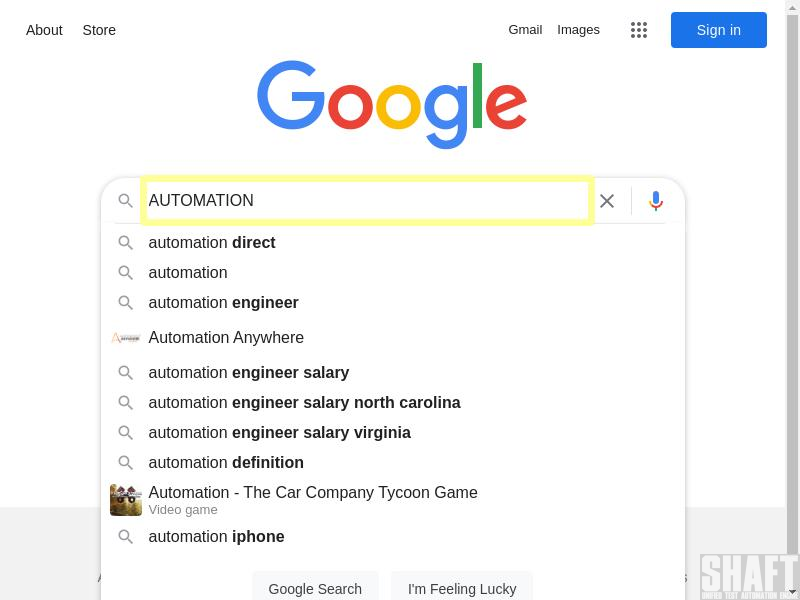 About Store Gmail Images Sign in
Google
AUTOMATION
automation direct
automation
automation engineer
Automation Anywhere
automation engineer salary
automation engineer salary north carolina
automation engineer salary virginia
automation definition
Automation - The Car Company Tycoon Game
Video game
automation iphone
Google Search I'm Feeling Lucky
SHAFT